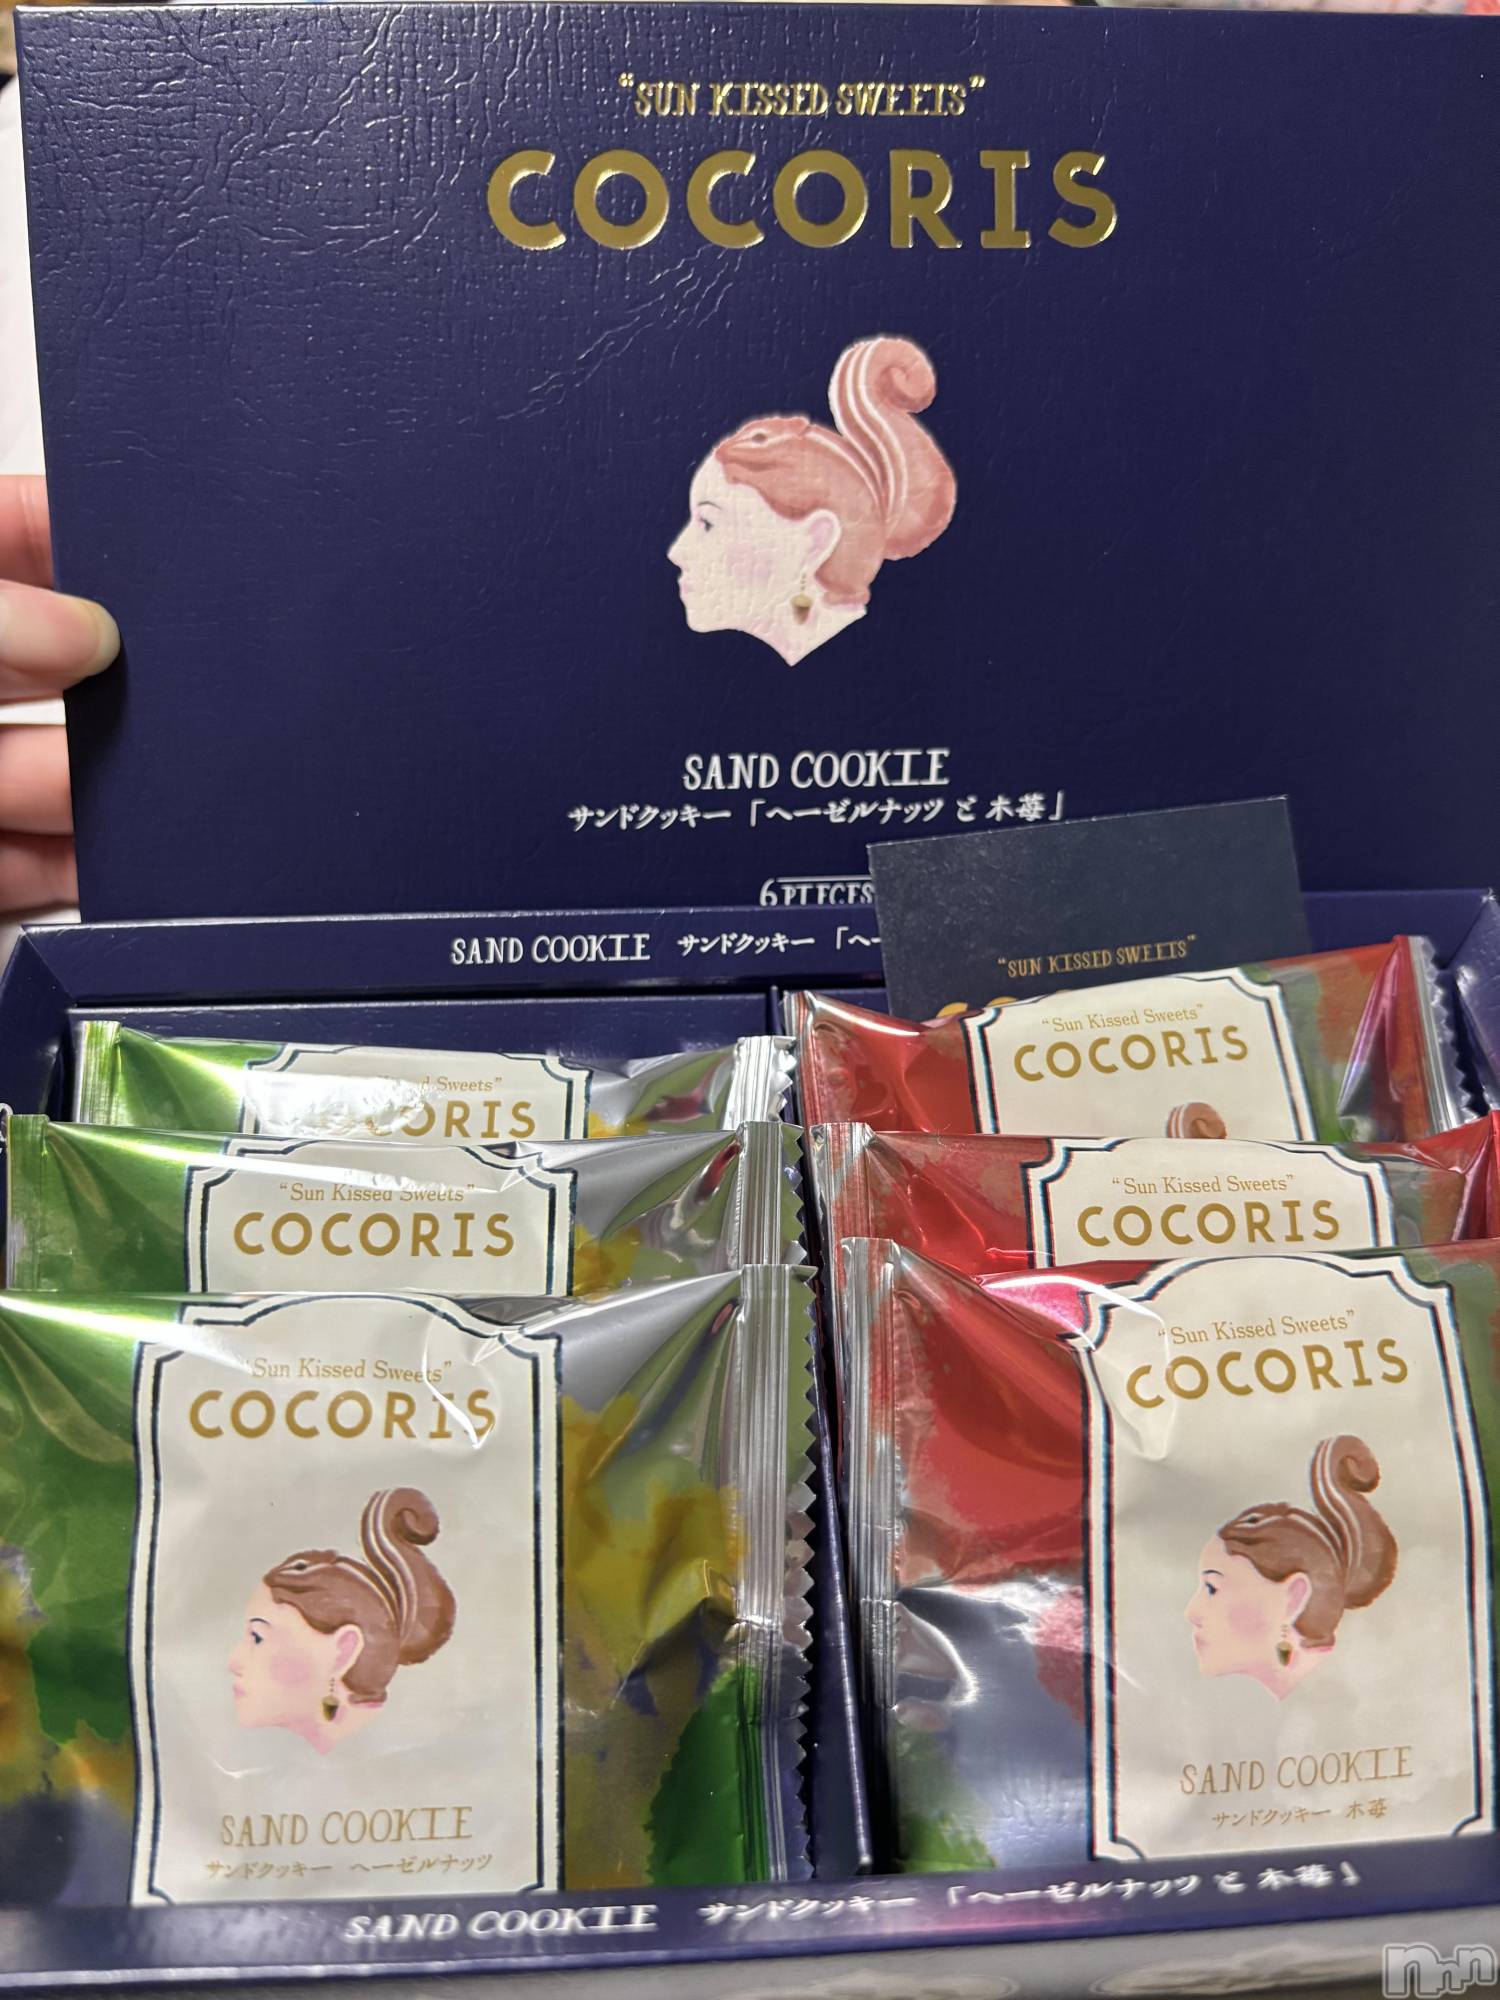 "SUN KISSED SWEETS"
COCORIS
SAND COOKIE
サンドクッキー「ヘーゼルナッツと木苺」
6 PIECES
SAND COOKIE サンドクッキー 「ヘー
"SUN KISSED SWEETS"
Sweets"
CORIS
"Sun Kissed Sweets"
COCORIS
"Sun Kissed Sweets"
COCORIS
"Sun Kissed Sweets"
COCORIS
"Sun Kissed Sweets"
COCORIS
SAND COOKIE
サンドクッキー ヘーゼルナッツ
"Sun Kissed Sweets"
COCORIS
SAND COOKIE
サンドクッキー 木苺
SAND COOKIE サンドクッキー 「ヘーゼルナッツと木苺」
nnn